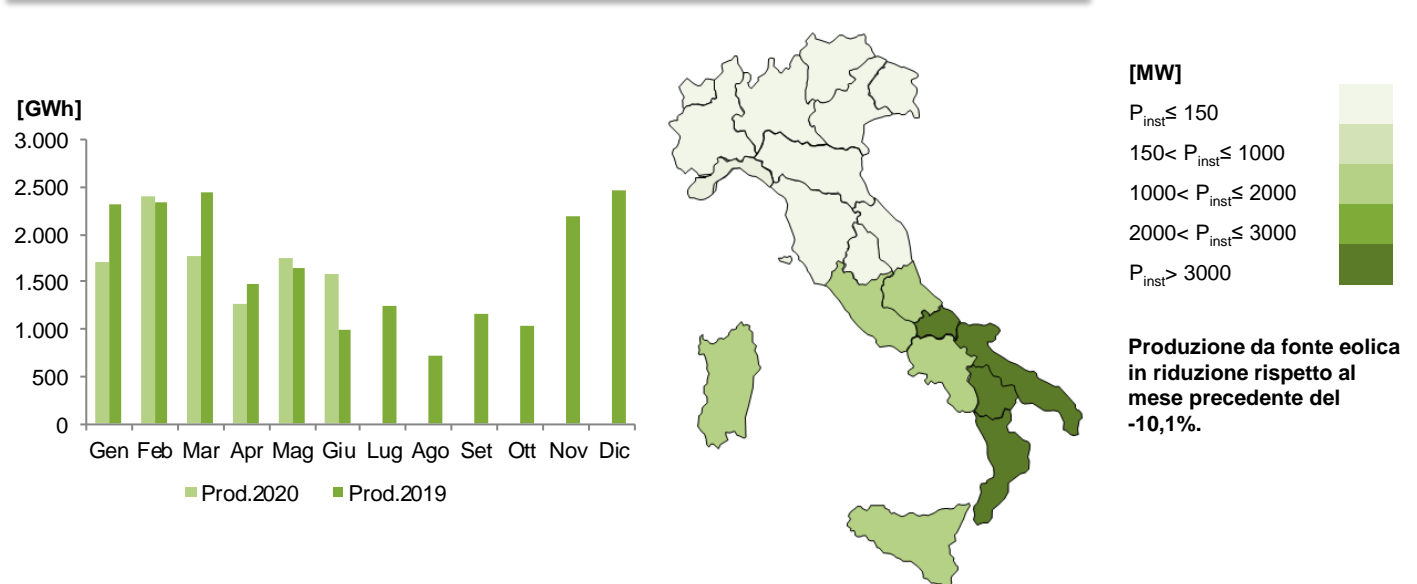 [GWh]
3.000
2.500
2.000
1.500
1.000
500
0
Gen Feb Mar Apr Mag Giu Lug Ago Set Ott Nov Dic
Prod.2020 Prod.2019
[MW]
Pinst≤ 150
150< Pinst≤ 1000
1000< Pinst≤ 2000
2000< Pinst≤ 3000
Pinst> 3000
Produzione da fonte eolica
in riduzione rispetto al
mese precedente del
-10,1%.